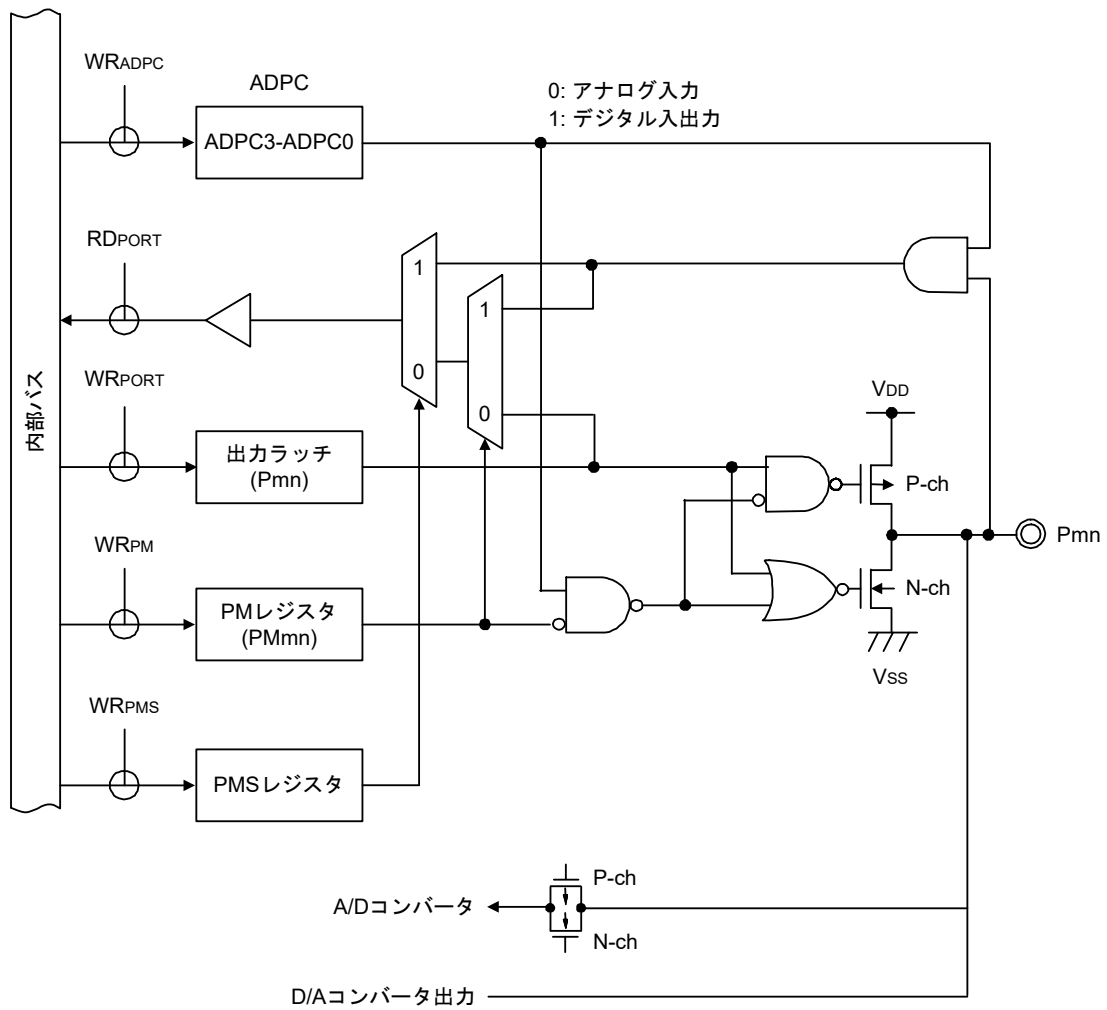 WRADPC
ADPC
ADPC3-ADPC0
0: アナログ入力
1: デジタル入出力
RDPORT
1
1
0
0
内部バス
WRPORT
出力ラッチ
(Pmn)
VDD
P-ch
Pmn
N-ch
VSS
WRPM
PMレジスタ
(PMmn)
WRPMS
PMSレジスタ
P-ch
A/Dコンバータ
N-ch
D/Aコンバータ出力